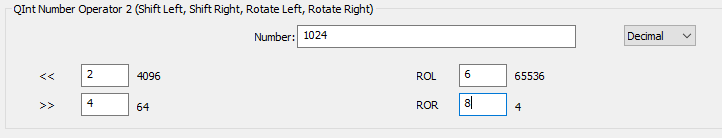 QInt Number Operator 2 (Shift Left, Shift Right, Rotate Left, Rotate Right)
Number: 1024 Decimal
<< 2 4096 ROL 6 65536
>> 4 64 ROR 8 4